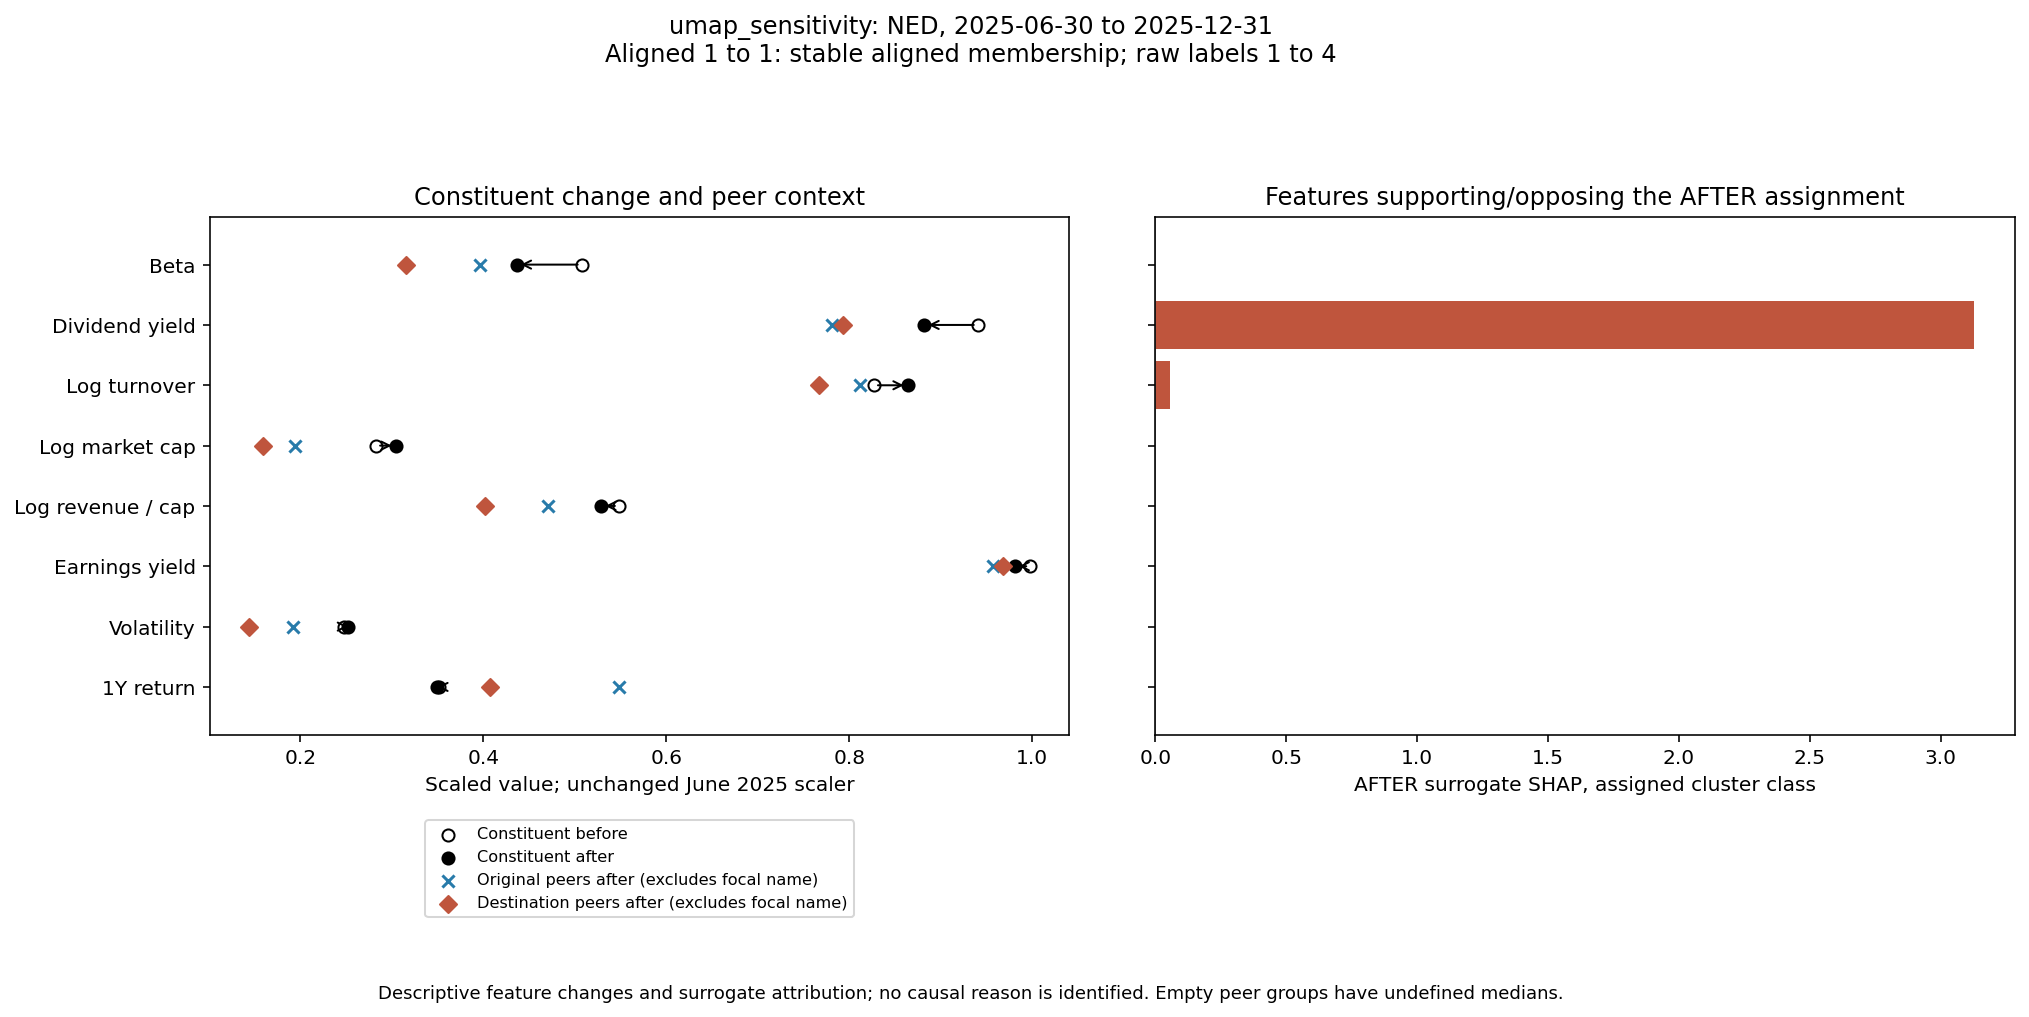 umap_sensitivity: NED, 2025-06-30 to 2025-12-31
Aligned 1 to 1: stable aligned membership; raw labels 1 to 4
Constituent change and peer context
Beta
Dividend yield
Log turnover
Log market cap
Log revenue / cap
Earnings yield
Volatility
1Y return
0.2 0.4 0.6 0.8 1.0
Scaled value; unchanged June 2025 scaler
Constituent before
Constituent after
Original peers after (excludes focal name)
Destination peers after (excludes focal name)
Features supporting/opposing the AFTER assignment
0.0 0.5 1.0 1.5 2.0 2.5 3.0
AFTER surrogate SHAP, assigned cluster class
Descriptive feature changes and surrogate attribution; no causal reason is identified. Empty peer groups have undefined medians.